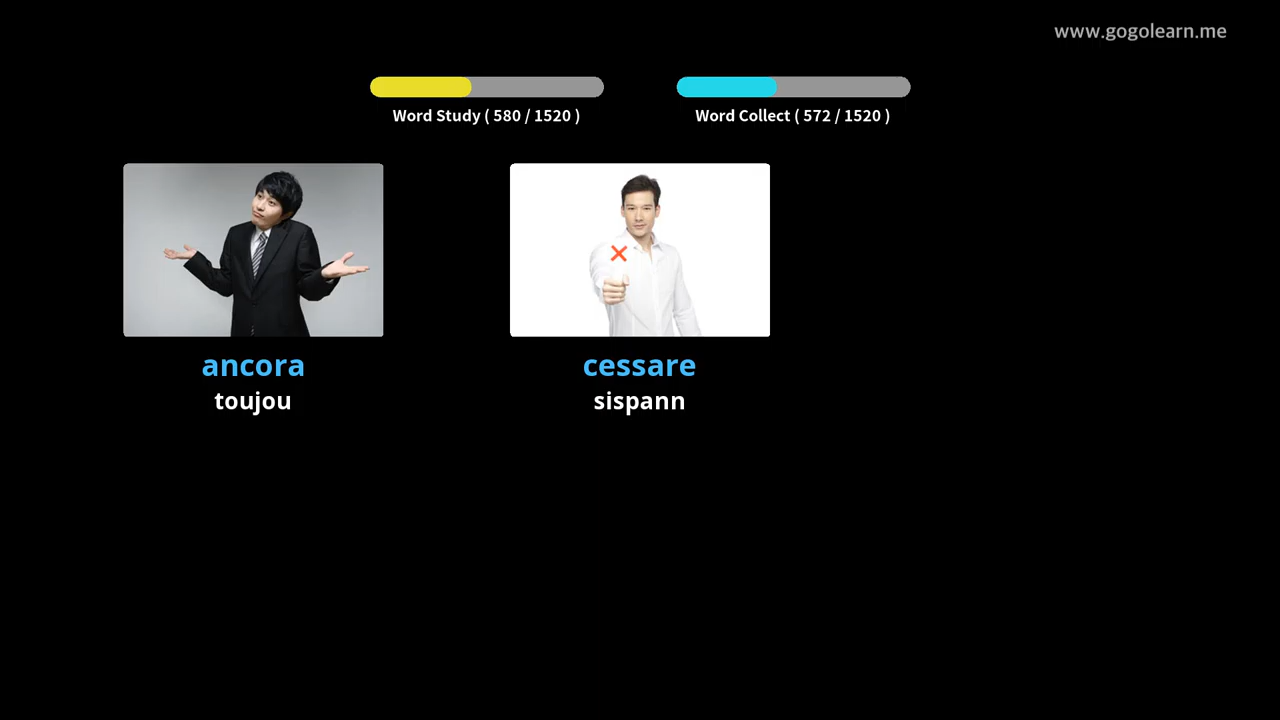 www.gogolearn.me
Word Study ( 580 / 1520 )
Word Collect ( 572 / 1520 )
ancora
toujou
cessare
sispann